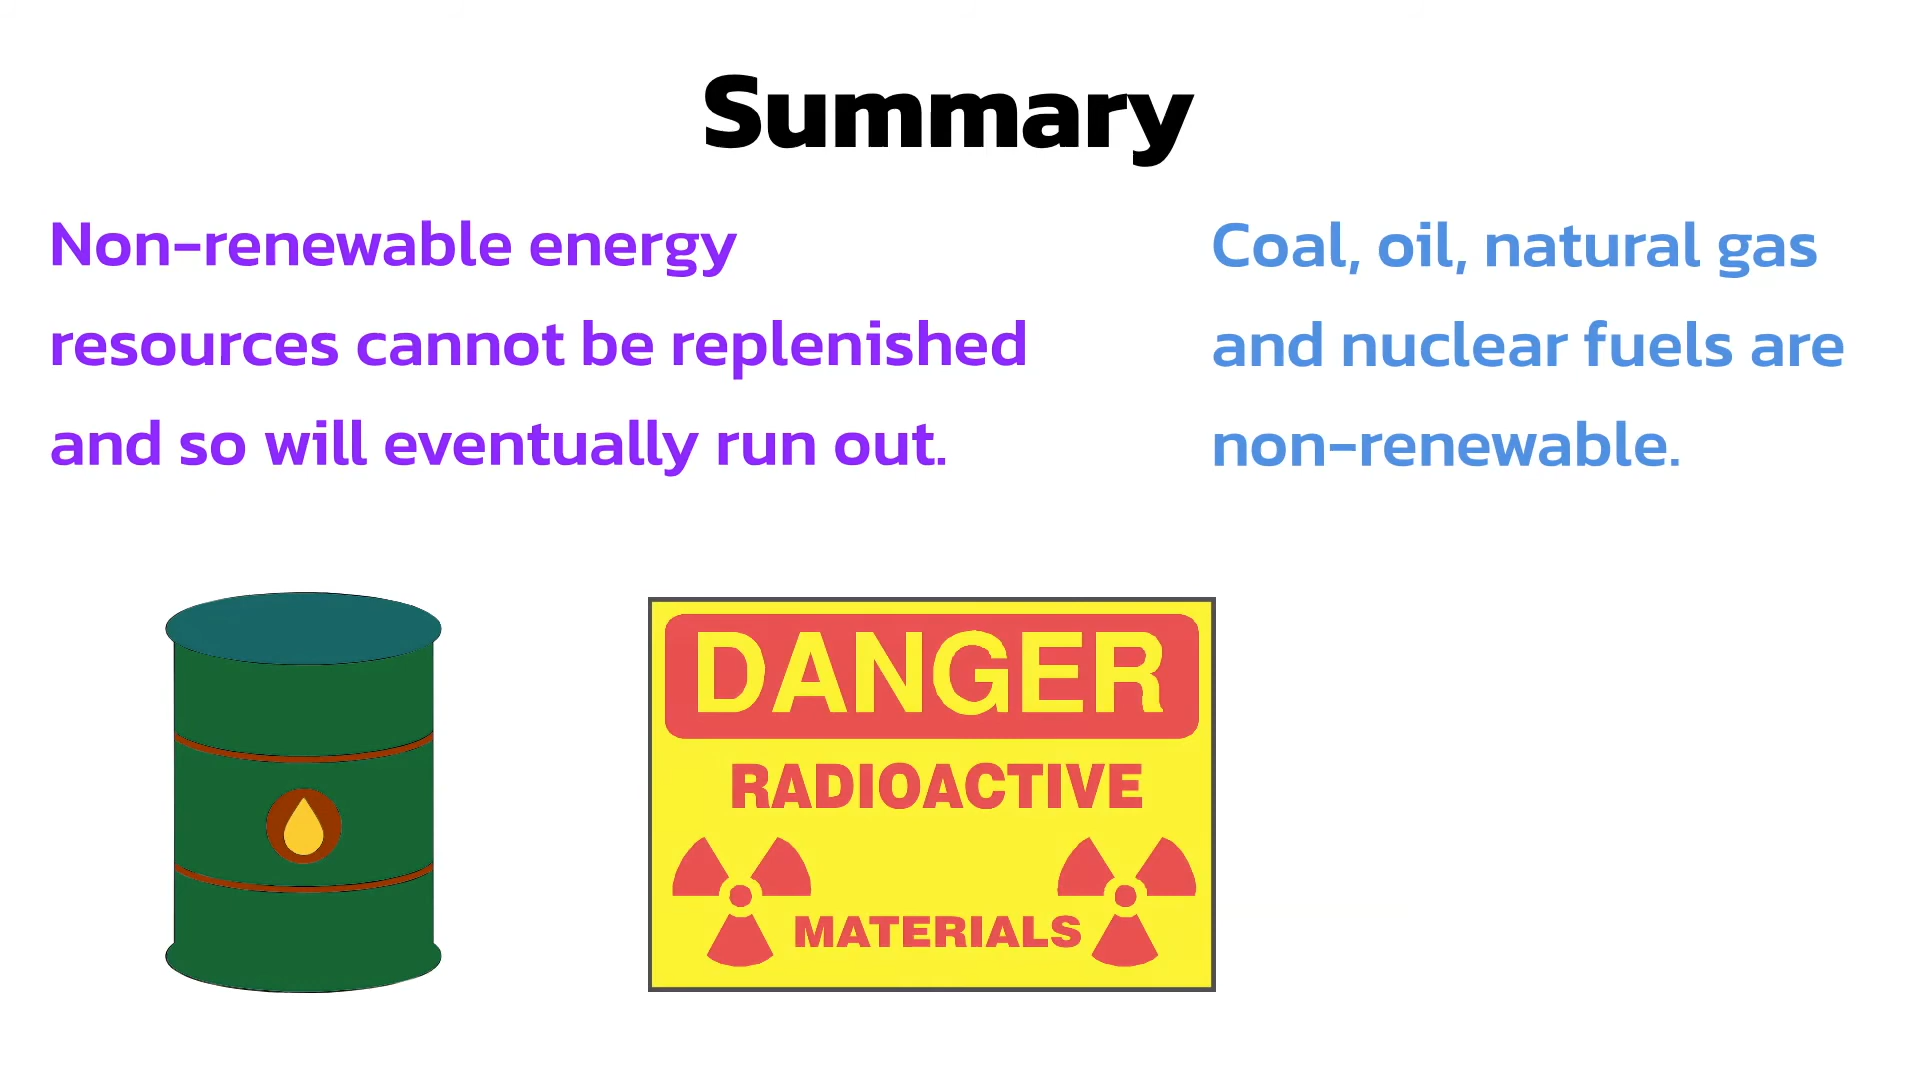 Summary
Non-renewable energy
resources cannot be replenished
and so will eventually run out.
Coal, oil, natural gas
and nuclear fuels are
non-renewable.
DANGER
RADIOACTIVE
MATERIALS